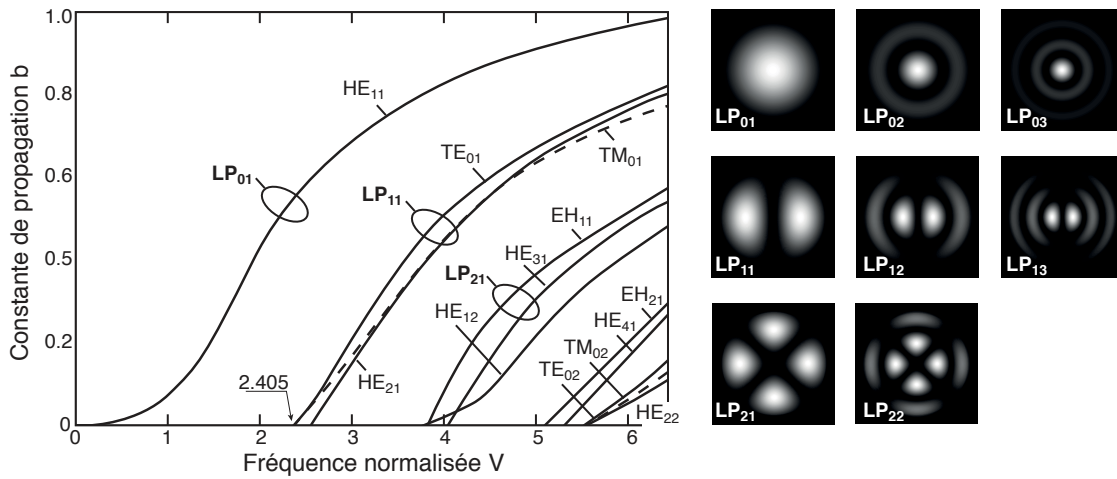 Constante de propagation b
1.0
0.8
0.6
0.5
0.2
0
0
1
2
3
4
5
6
Fréquence normalisée V
2.405
HE11
LP01
TE01
LP11
TM01
HE21
EH11
HE31
LP21
HE12
EH21
HE41
TM02
TE02
HE22
LP01
LP02
LP03
LP11
LP12
LP13
LP21
LP22